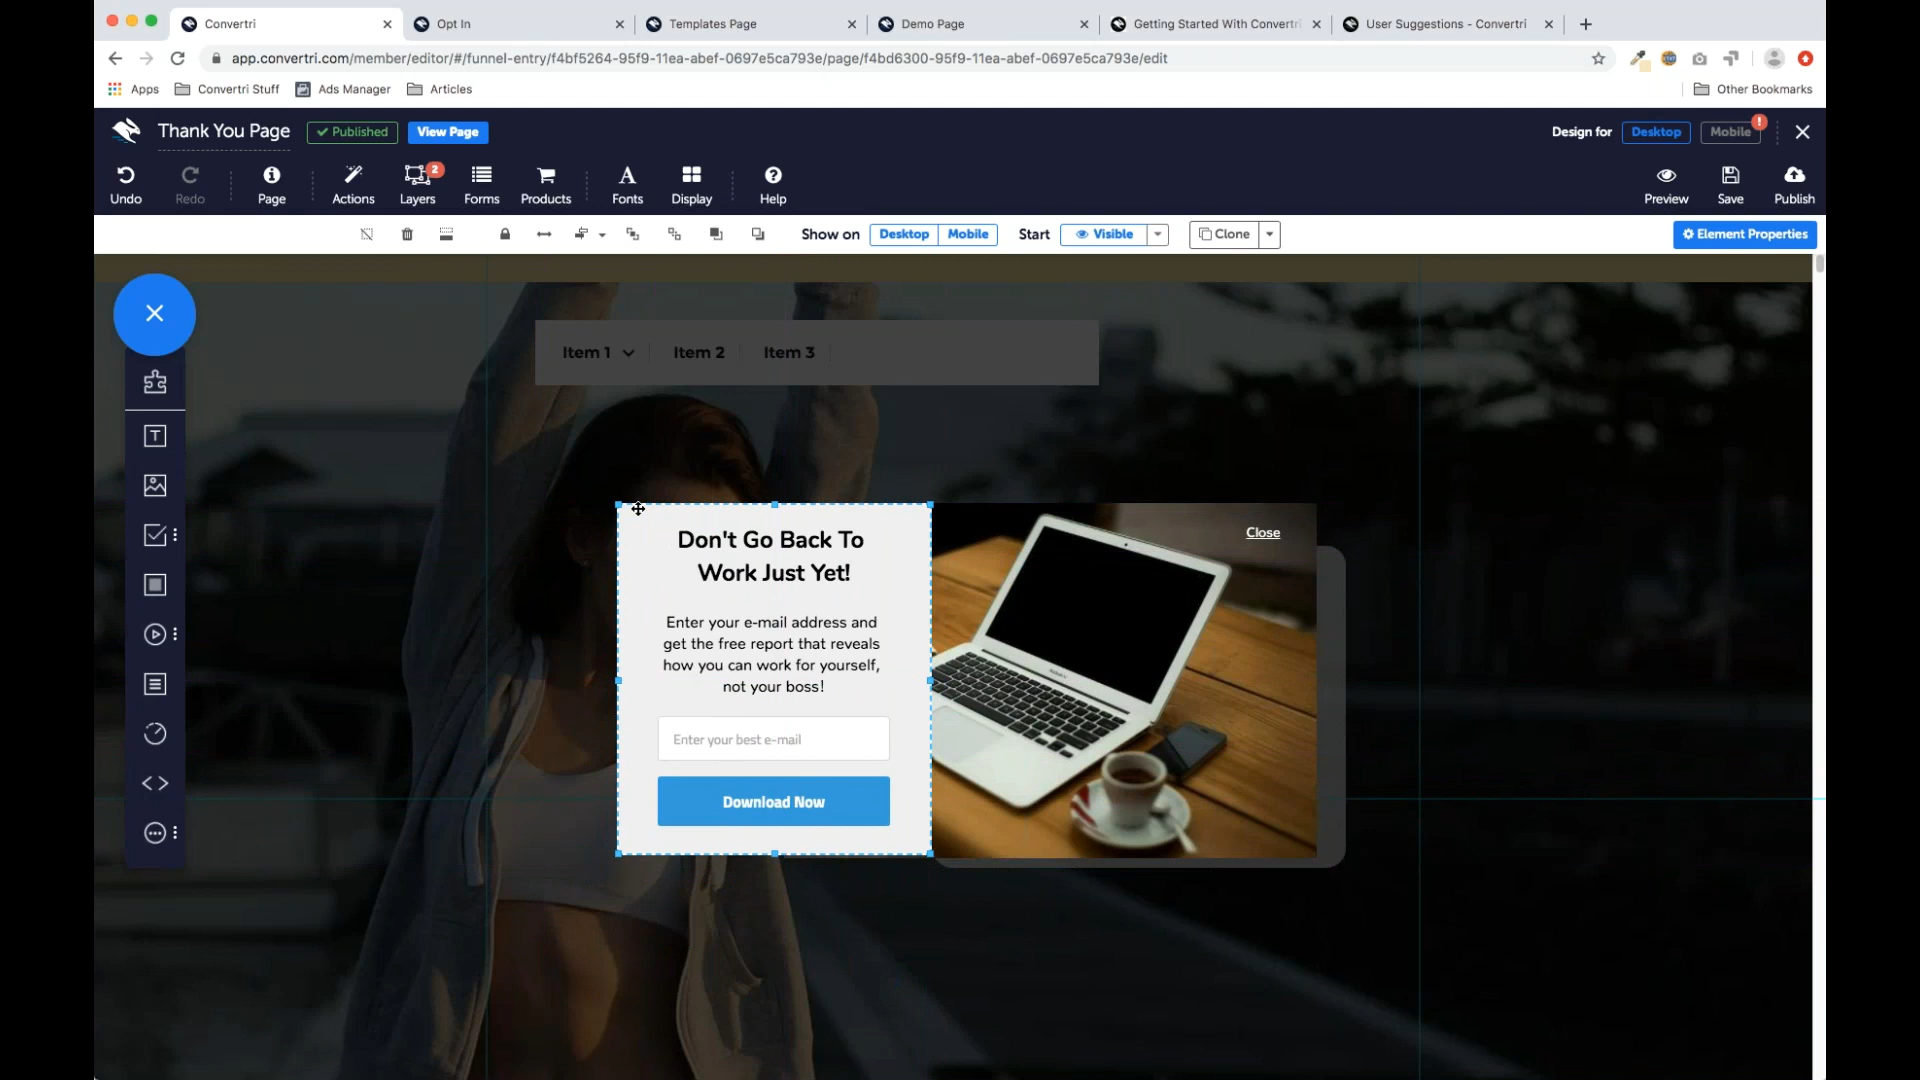 Convertri
Opt In
Templates Page
Demo Page
Getting Started With Convertri
User Suggestions - Convertri
app.convertri.com/member/editor/#/funnel-entry/f4bf5264-95f9-11ea-abef-0697e5ca793e/page/f4bd6300-95f9-11ea-abef-0697e5ca793e/edit
Apps
Convertri Stuff
Ads Manager
Articles
Other Bookmarks
Thank You Page
Published
View Page
Design for
Desktop
Mobile
!
Undo
Redo
Page
Actions
Layers
2
Forms
Products
Fonts
Display
Help
Preview
Save
Publish
Show on
Desktop
Mobile
Start
Visible
Clone
Element Properties
Item 1
Item 2
Item 3
Don't Go Back To
Work Just Yet!
Enter your e-mail address and
get the free report that reveals
how you can work for yourself,
not your boss!
Enter your best e-mail
Download Now
Close